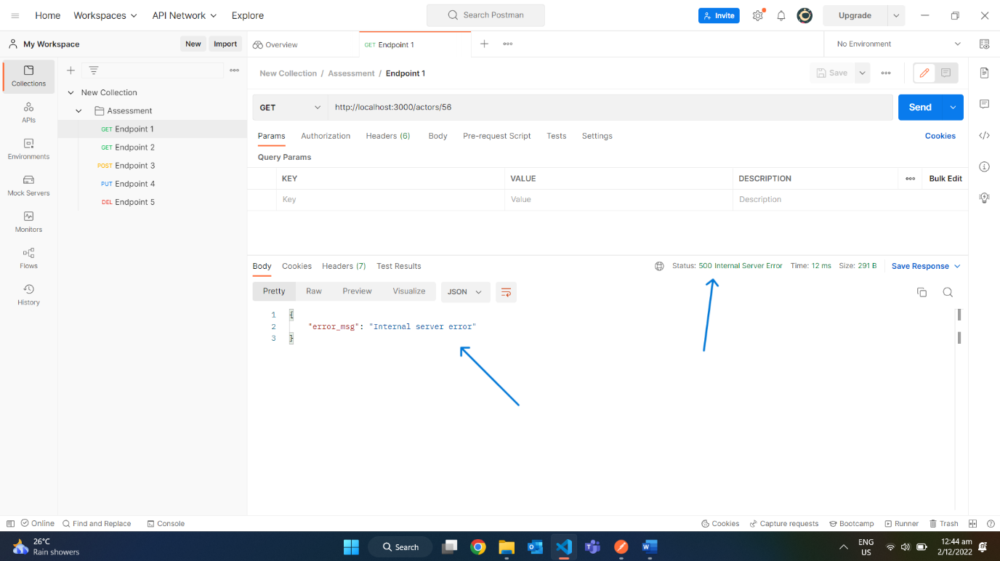 Home Workspaces API Network Explore Search Postman Invite Upgrade
My Workspace New Import Overview GET Endpoint 1 No Environment
Collections
APIs
Environments
Mock Servers
Monitors
Flows
History
New Collection
Assessment
GET Endpoint 1
GET Endpoint 2
POST Endpoint 3
PUT Endpoint 4
DEL Endpoint 5
New Collection / Assessment / Endpoint 1 Save
GET http://localhost:3000/actors/56 Send
Params Authorization Headers (6) Body Pre-request Script Tests Settings Cookies
Query Params
KEY VALUE DESCRIPTION Bulk Edit
Key Value Description
Body Cookies Headers (7) Test Results Status: 500 Internal Server Error Time: 12 ms Size: 291 B Save Response
Pretty Raw Preview Visualize JSON
1 {
2 "error_msg": "Internal server error"
3 }
Online Find and Replace Console Cookies Capture requests Bootcamp Runner Trash
26°C
Rain showers
Search
ENG
US
12:44 am
2/12/2022